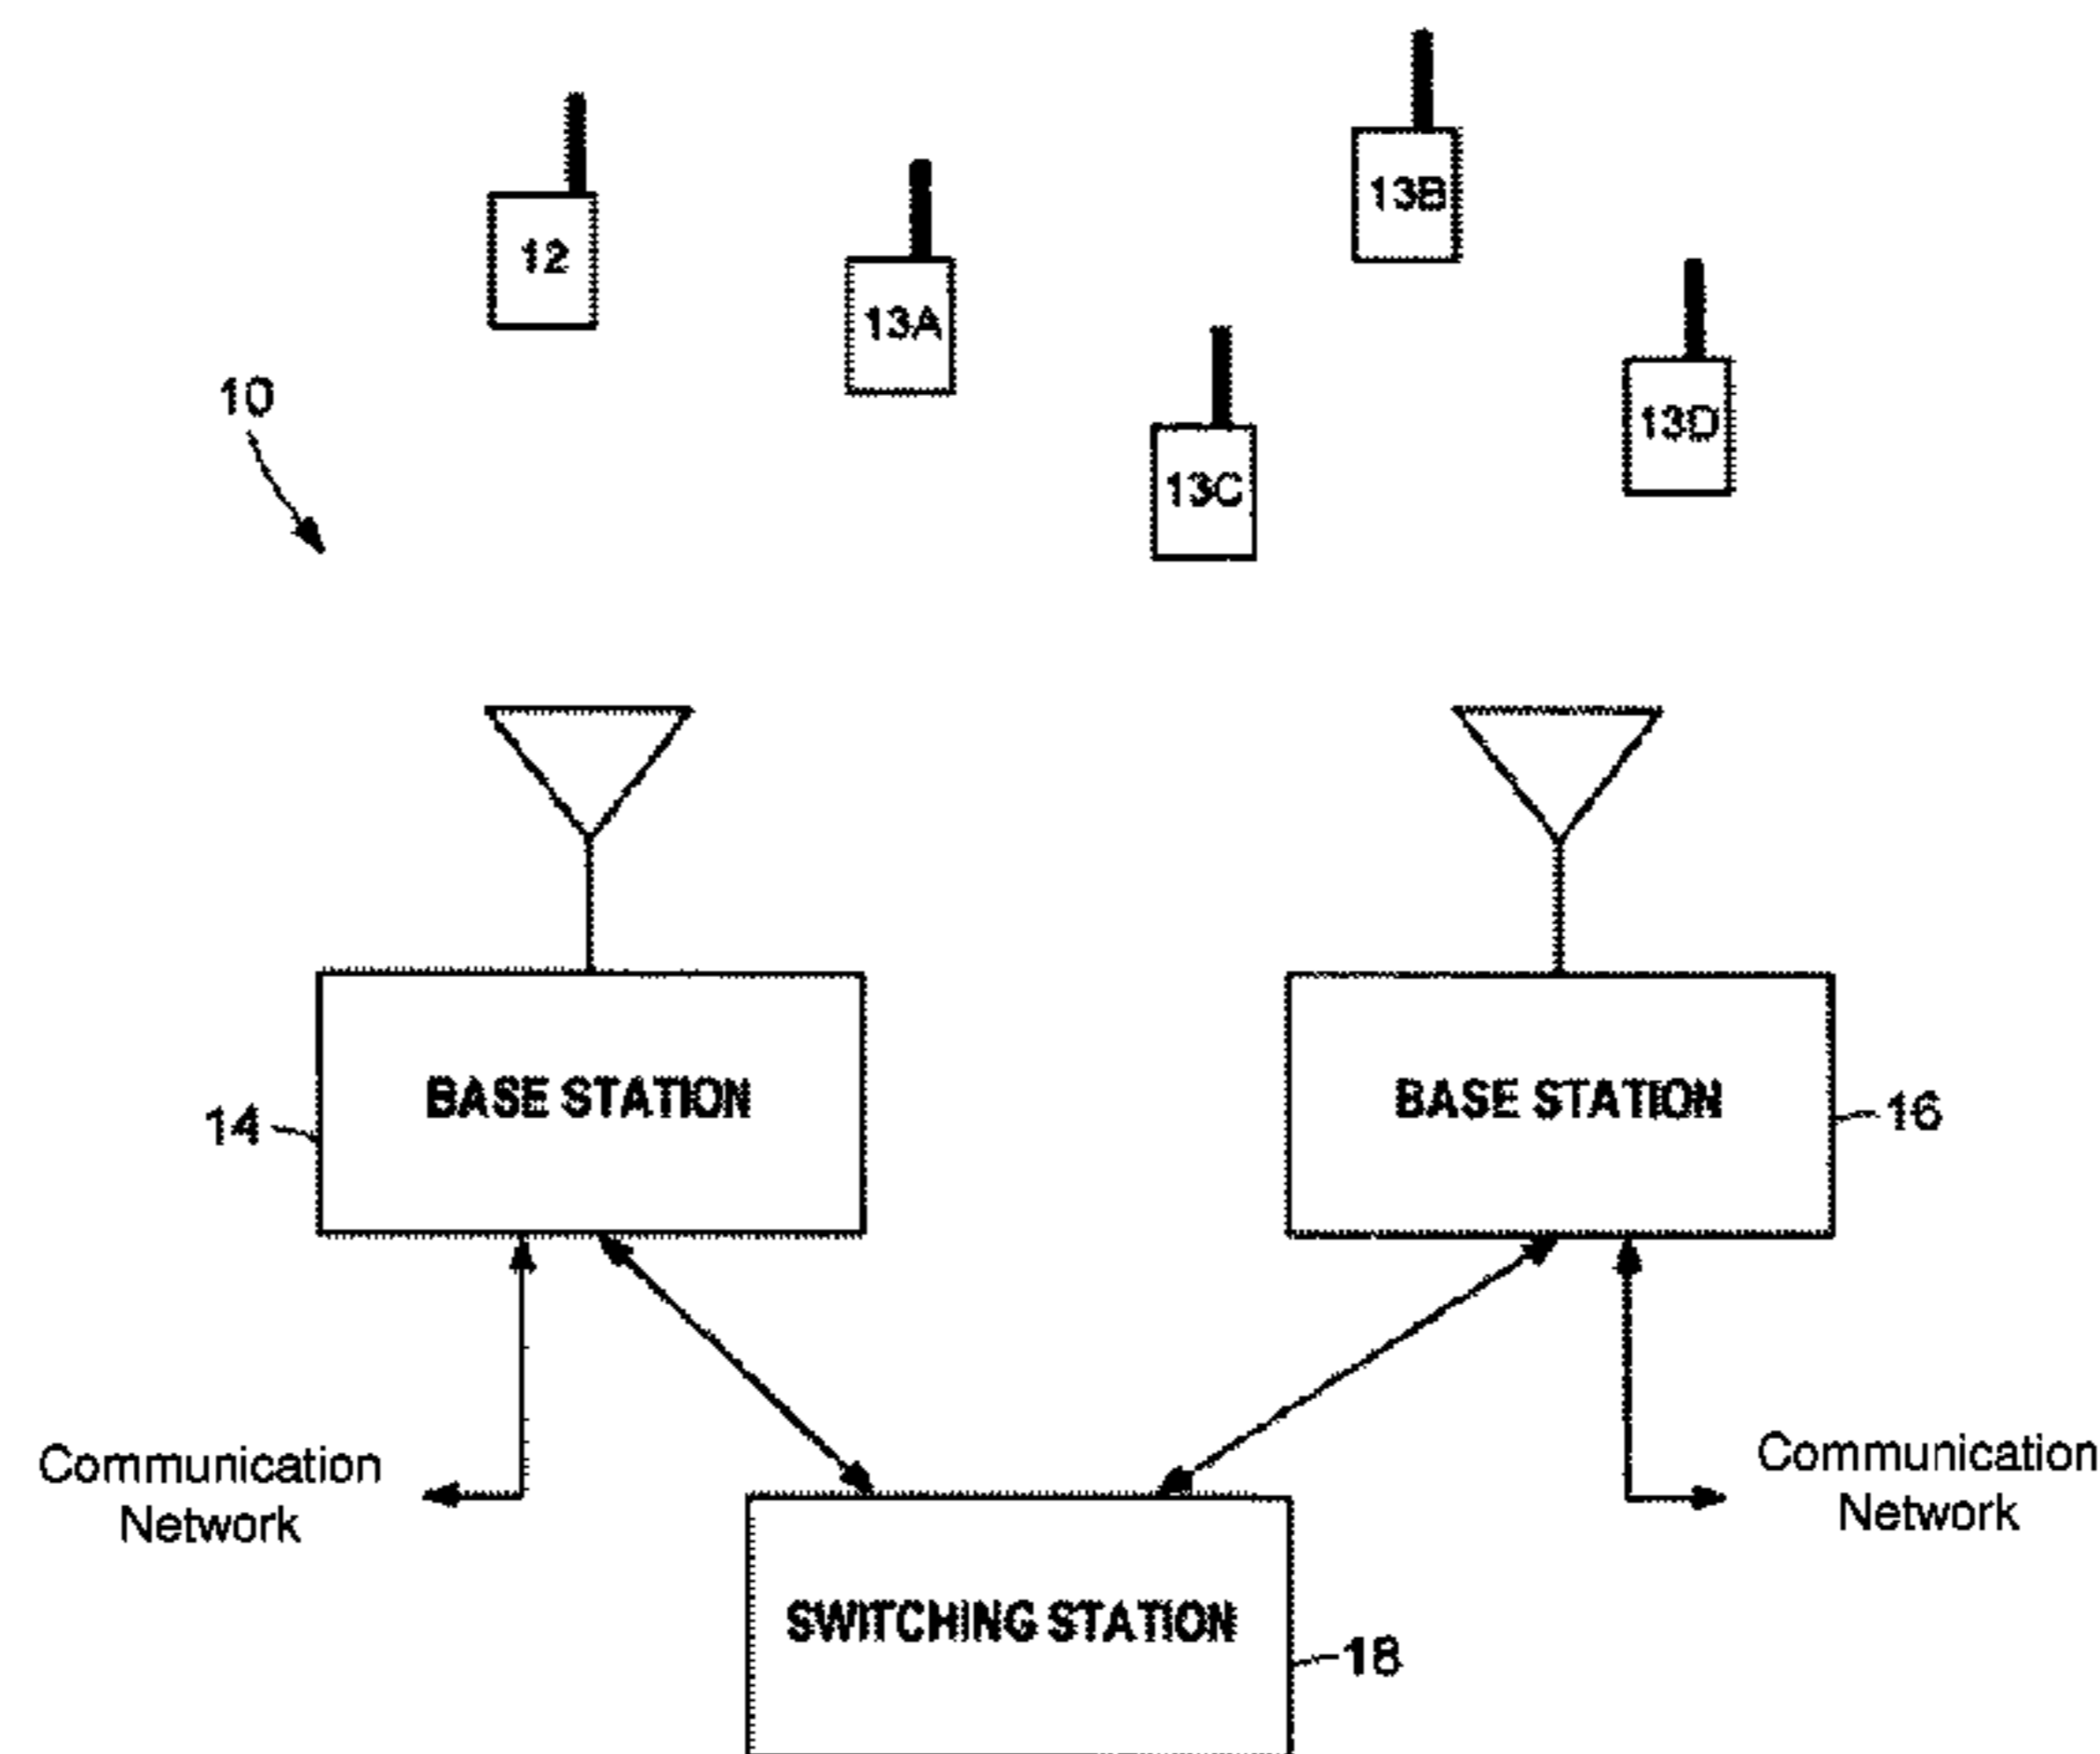 13B
12
13A
10
13D
13C
BASE STATION
BASE STATION
14
16
Communication
Network
Communication
Network
SWITCHING STATION
18